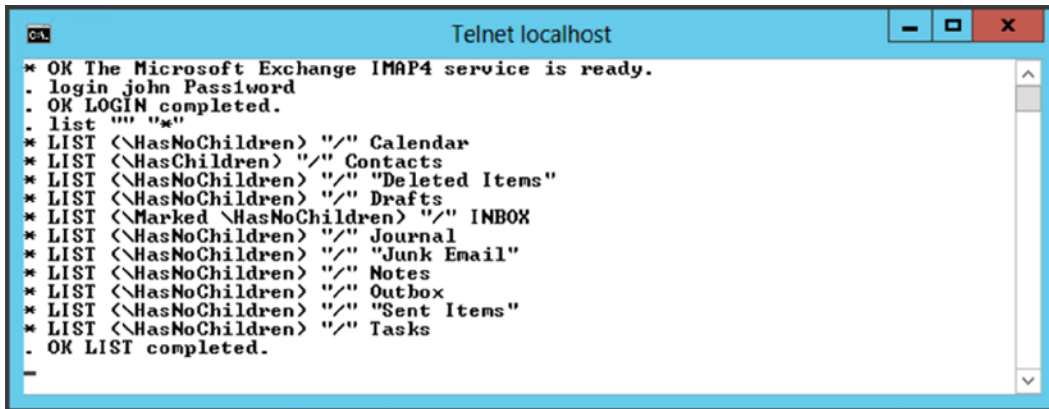 Telnet localhost
* OK The Microsoft Exchange IMAP4 service is ready.
. login john Pass1word
. OK LOGIN completed.
. list "" "*"
* LIST (\HasNoChildren) "/" Calendar
* LIST (\HasChildren) "/" Contacts
* LIST (\HasNoChildren) "/" "Deleted Items"
* LIST (\HasNoChildren) "/" Drafts
* LIST (\Marked \HasNoChildren) "/" INBOX
* LIST (\HasNoChildren) "/" Journal
* LIST (\HasNoChildren) "/" "Junk Email"
* LIST (\HasNoChildren) "/" Notes
* LIST (\HasNoChildren) "/" Outbox
* LIST (\HasNoChildren) "/" "Sent Items"
* LIST (\HasNoChildren) "/" Tasks
. OK LIST completed.